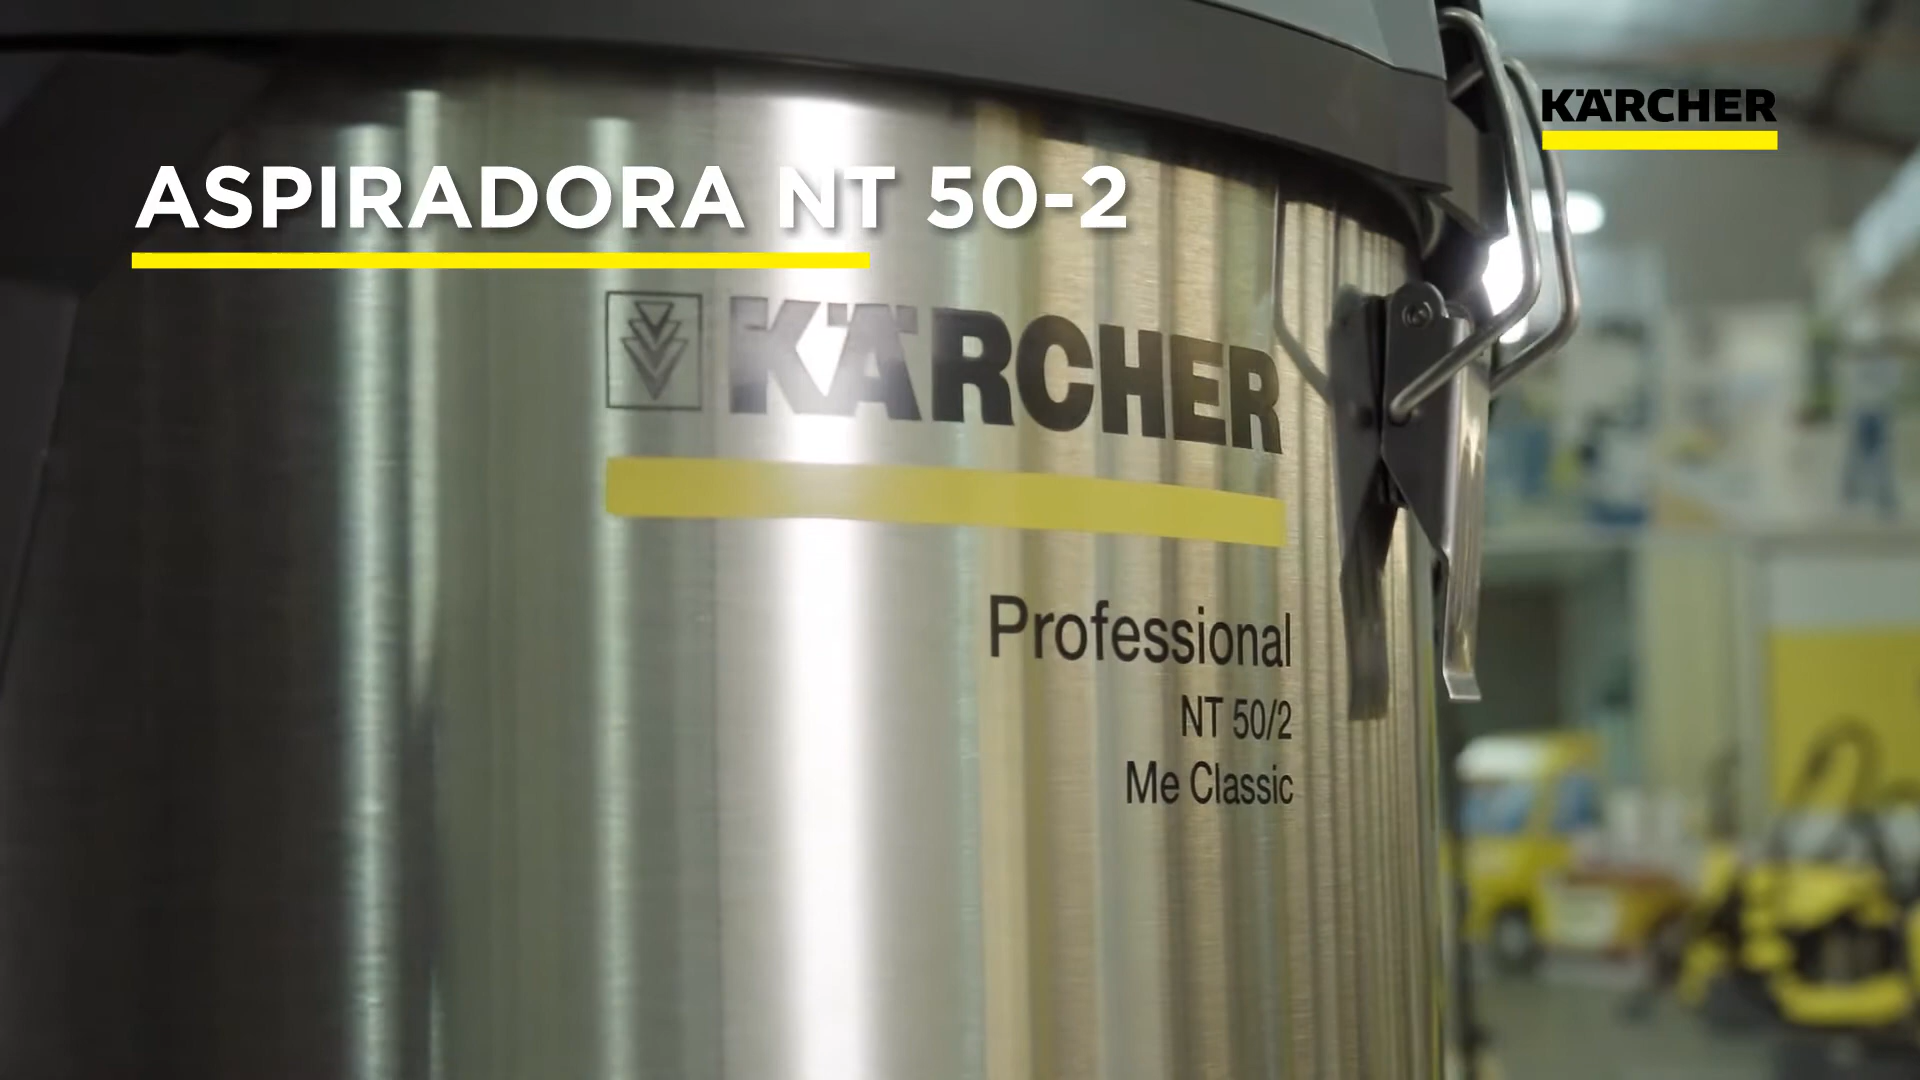 KÄRCHER
ASPIRADORA NT 50-2
KÄRCHER
Professional
NT 50/2
Me Classic